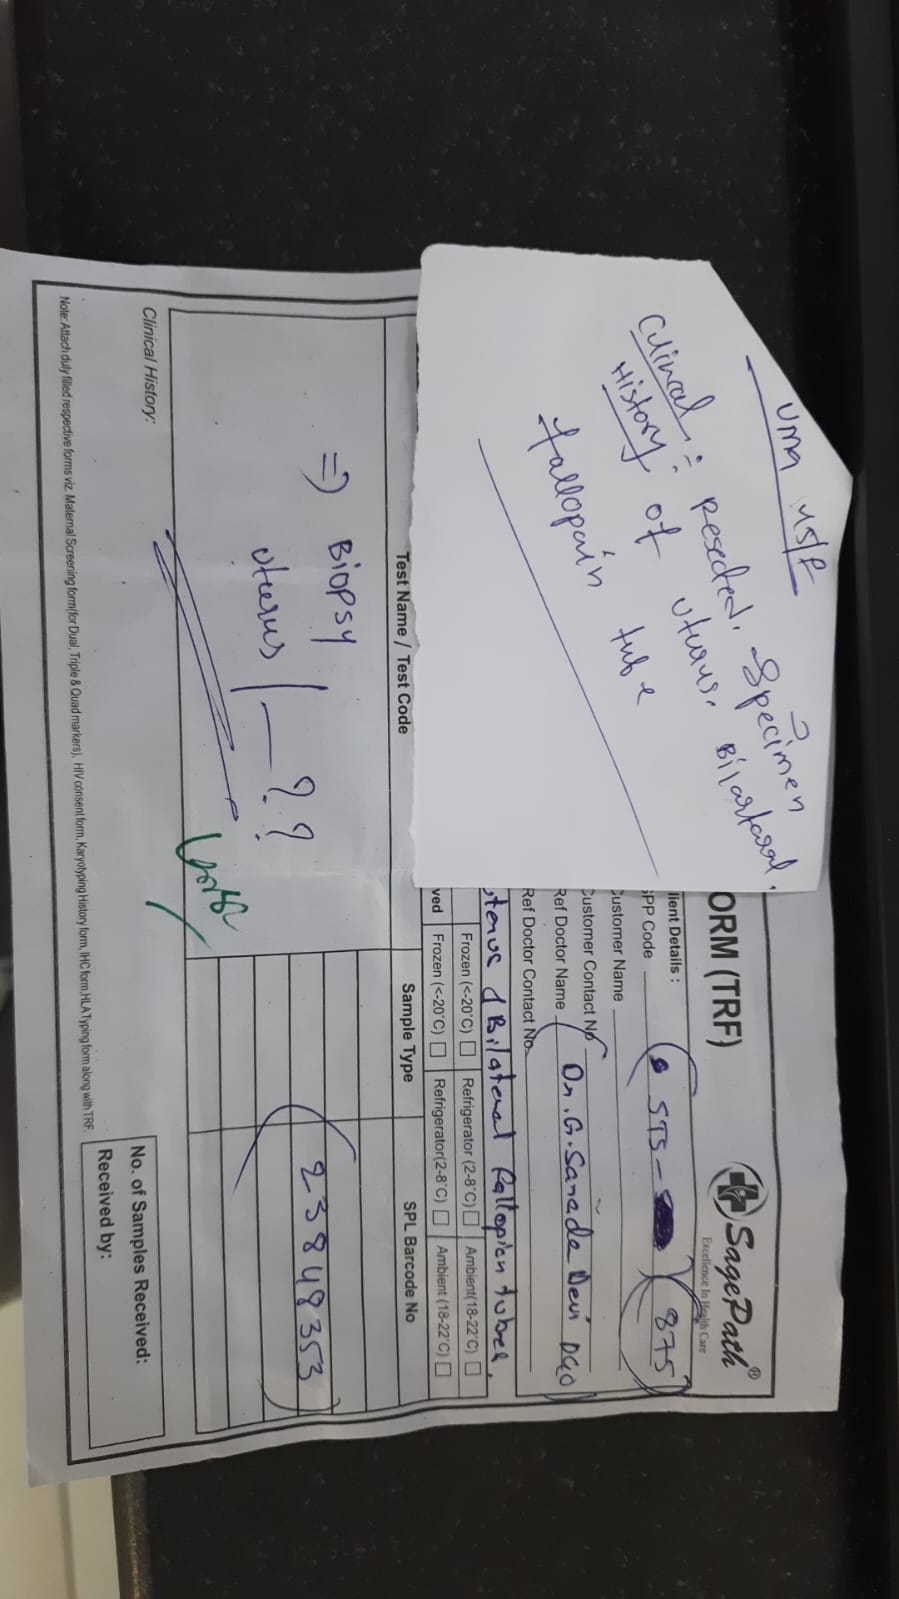 Uma 45/F
Clinical :- resected. Specimen
History of uterus. Bilartaral.
fallopain tube
ORM (TRF)
SagePath®
Excellence In Health Care
lient Details :
PP Code STS- 875
Customer Name
Customer Contact No
Ref Doctor Name Dr. G. Sarada Devi DGO
Ref Doctor Contact No.
uterus & Bilateral Fallopian tubes.
Frozen (<-20°C) Refrigerator (2-8°C) Ambient(18-22°C)
ved Frozen (<-20°C) Refrigerator(2-8°C) Ambient (18-22°C)
Test Name / Test Code Sample Type SPL Barcode No
=) Biopsy
uterus /— ??
23848353
Clinical History:
No. of Samples Received:
Received by:
Note: Attach duly filled respective forms viz. Maternal Screening form(for Dual, Triple & Quad markers), HIV consent form, Karyotyping History form, IHC form,HLA Typing form along with TRF.